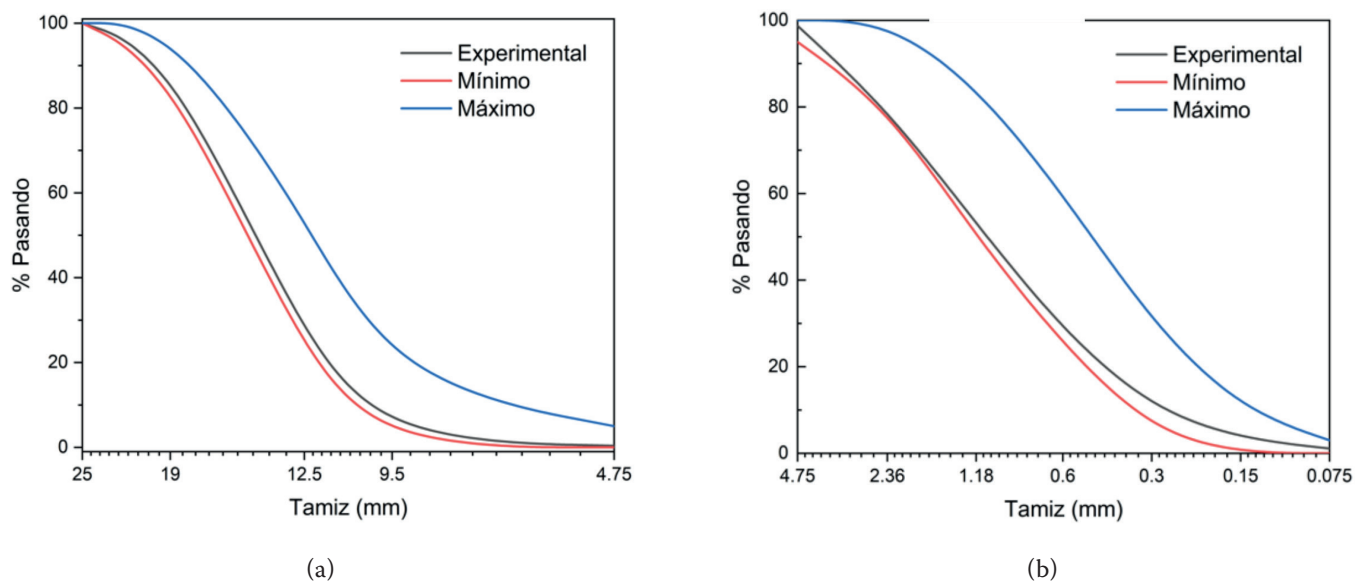 100
80
60
40
20
0
% Pasando
Experimental
Mínimo
Máximo
25
19
12.5
9.5
4.75
Tamiz (mm)
(a)
100
80
60
40
20
0
% Pasando
Experimental
Mínimo
Máximo
4.75
2.36
1.18
0.6
0.3
0.15
0.075
Tamiz (mm)
(b)